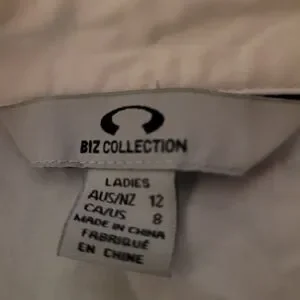 BIZ COLLECTION
LADIES
AUS/NZ 12
CA/US 8
MADE IN CHINA
FABRIQUÉ
EN CHINE